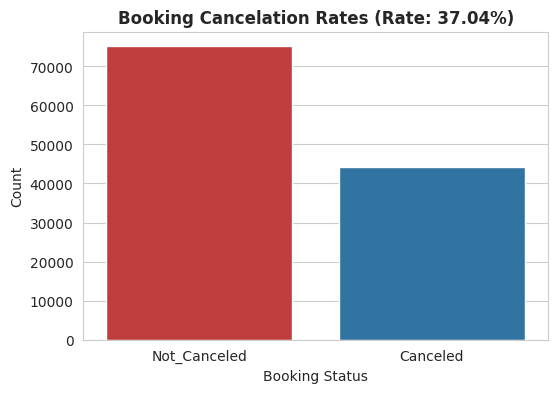 Booking Cancelation Rates (Rate: 37.04%)
70000
60000
50000
40000
30000
20000
10000
0
Count
Not_Canceled
Canceled
Booking Status